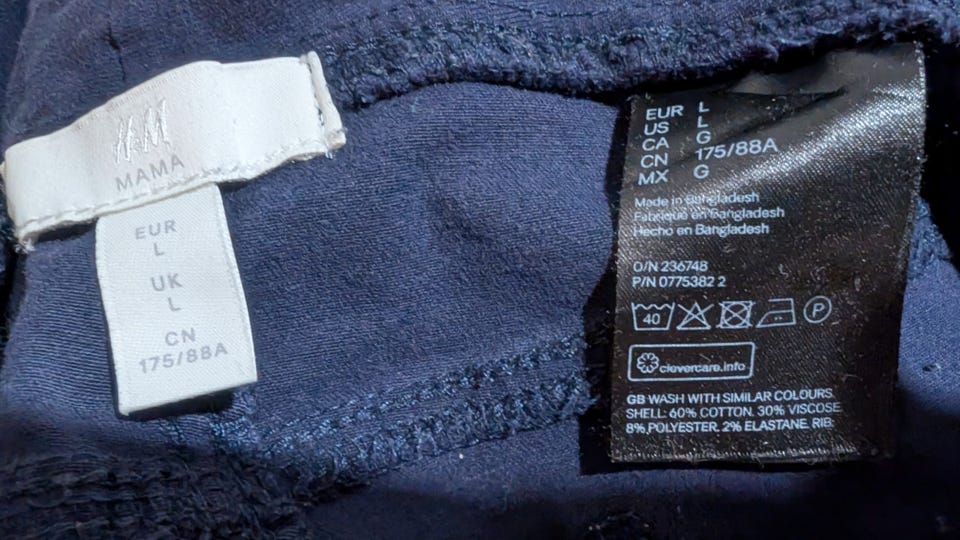 H&M
MAMA
EUR
L
UK
L
CN
175/88A
EUR L
US L
CA G
CN 175/88A
MX G
Made in Bangladesh
Fabriqué en Bangladesh
Hecho en Bangladesh
O/N 236748
P/N 0775382 2
40 P
clevercare.info
GB WASH WITH SIMILAR COLOURS.
SHELL: 60% COTTON. 30% VISCOSE
8% POLYESTER. 2% ELASTANE. RIB: